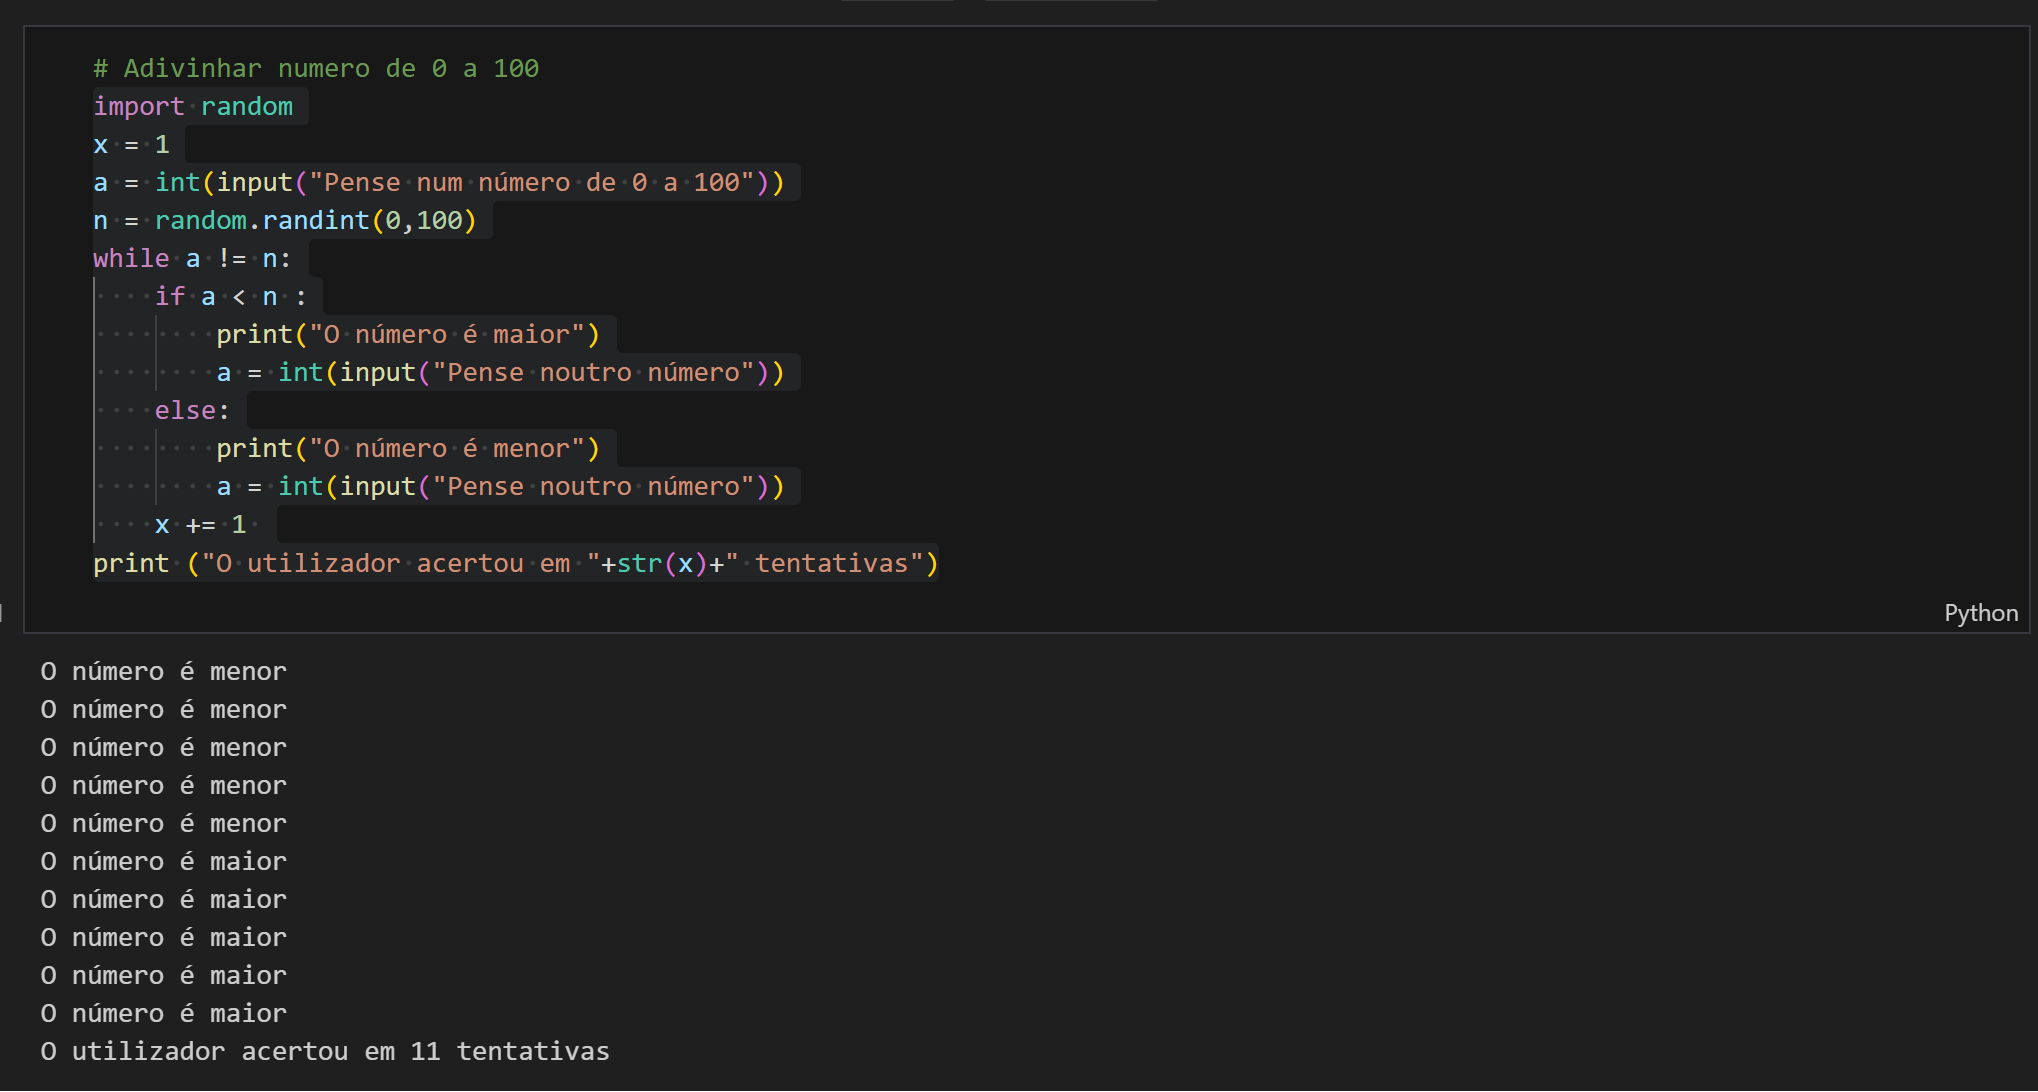 # Adivinhar numero de 0 a 100
import random
x = 1
a = int(input("Pense num número de 0 a 100"))
n = random.randint(0,100)
while a != n:
    if a < n :
        print("O número é maior")
        a = int(input("Pense noutro número"))
    else:
        print("O número é menor")
        a = int(input("Pense noutro número"))
    x += 1
print ("O utilizador acertou em "+str(x)+" tentativas")
Python
O número é menor
O número é menor
O número é menor
O número é menor
O número é menor
O número é maior
O número é maior
O número é maior
O número é maior
O número é maior
O utilizador acertou em 11 tentativas